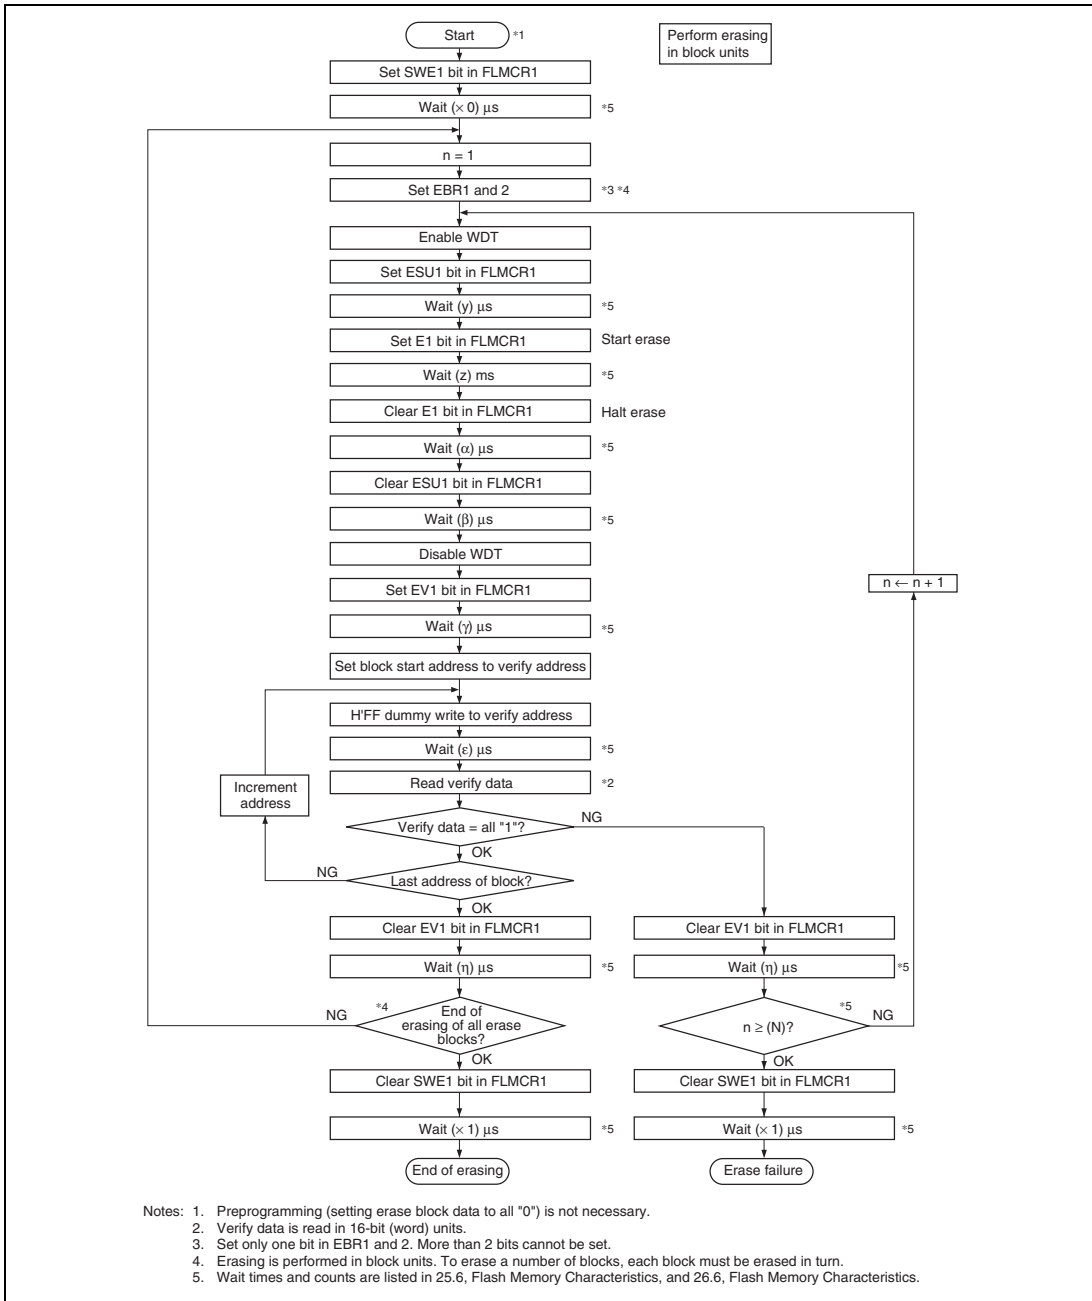 Start *1
Perform erasing
in block units
Set SWE1 bit in FLMCR1
Wait (× 0) μs *5
n = 1
Set EBR1 and 2 *3 *4
Enable WDT
Set ESU1 bit in FLMCR1
Wait (y) μs *5
Set E1 bit in FLMCR1 Start erase
Wait (z) ms *5
Clear E1 bit in FLMCR1 Halt erase
Wait (α) μs *5
Clear ESU1 bit in FLMCR1
Wait (β) μs *5
Disable WDT
n ← n + 1
Set EV1 bit in FLMCR1
Wait (γ) μs *5
Set block start address to verify address
H'FF dummy write to verify address
Wait (ε) μs *5
Increment
address
Read verify data *2
Verify data = all "1"? NG
OK
NG Last address of block?
OK
Clear EV1 bit in FLMCR1 Clear EV1 bit in FLMCR1
Wait (η) μs *5 Wait (η) μs *5
NG *4 End of
erasing of all erase
blocks?
n ≥ (N)? *5 NG
OK OK
Clear SWE1 bit in FLMCR1 Clear SWE1 bit in FLMCR1
Wait (× 1) μs *5 Wait (× 1) μs *5
End of erasing Erase failure
Notes: 1. Preprogramming (setting erase block data to all "0") is not necessary.
2. Verify data is read in 16-bit (word) units.
3. Set only one bit in EBR1 and 2. More than 2 bits cannot be set.
4. Erasing is performed in block units. To erase a number of blocks, each block must be erased in turn.
5. Wait times and counts are listed in 25.6, Flash Memory Characteristics, and 26.6, Flash Memory Characteristics.